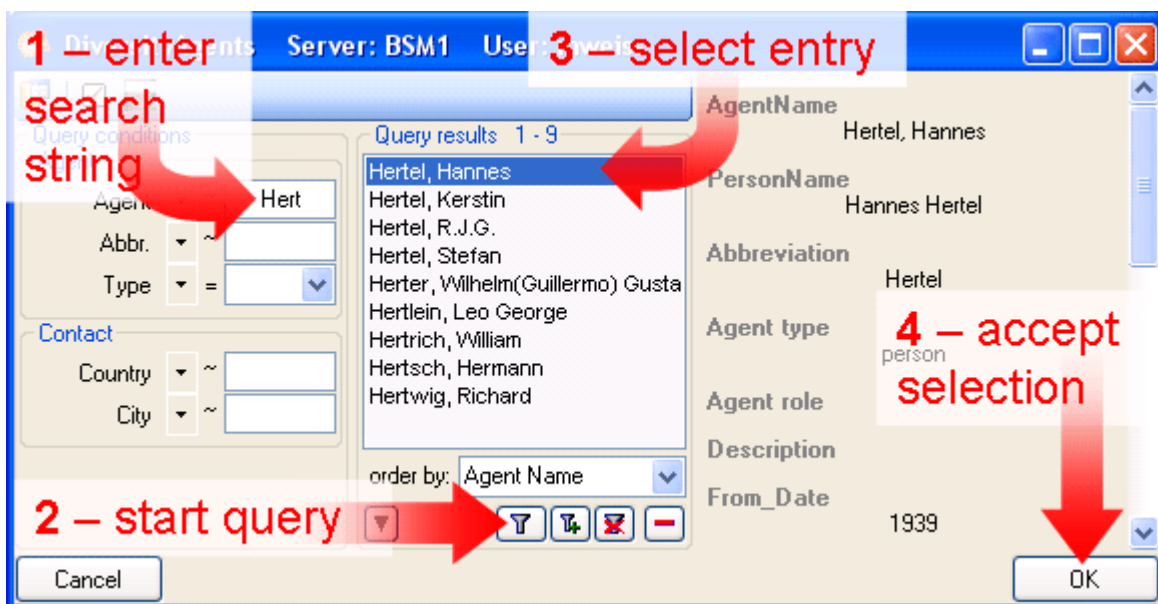 1 – enter
search
string
Server: BSM1
User:
3 – select entry
Query conditions
Agent ~ Hert
Abbr. ~
Type =
Contact
Country ~
City ~
Query results 1 - 9
Hertel, Hannes
Hertel, Kerstin
Hertel, R.J.G.
Hertel, Stefan
Herter, Wilhelm(Guillermo) Gusta
Hertlein, Leo George
Hertrich, William
Hertsch, Hermann
Hertwig, Richard
order by: Agent Name
2 – start query
AgentName
Hertel, Hannes
PersonName
Hannes Hertel
Abbreviation
Hertel
Agent type
person
4 – accept
selection
Agent role
Description
From_Date
1939
Cancel
OK